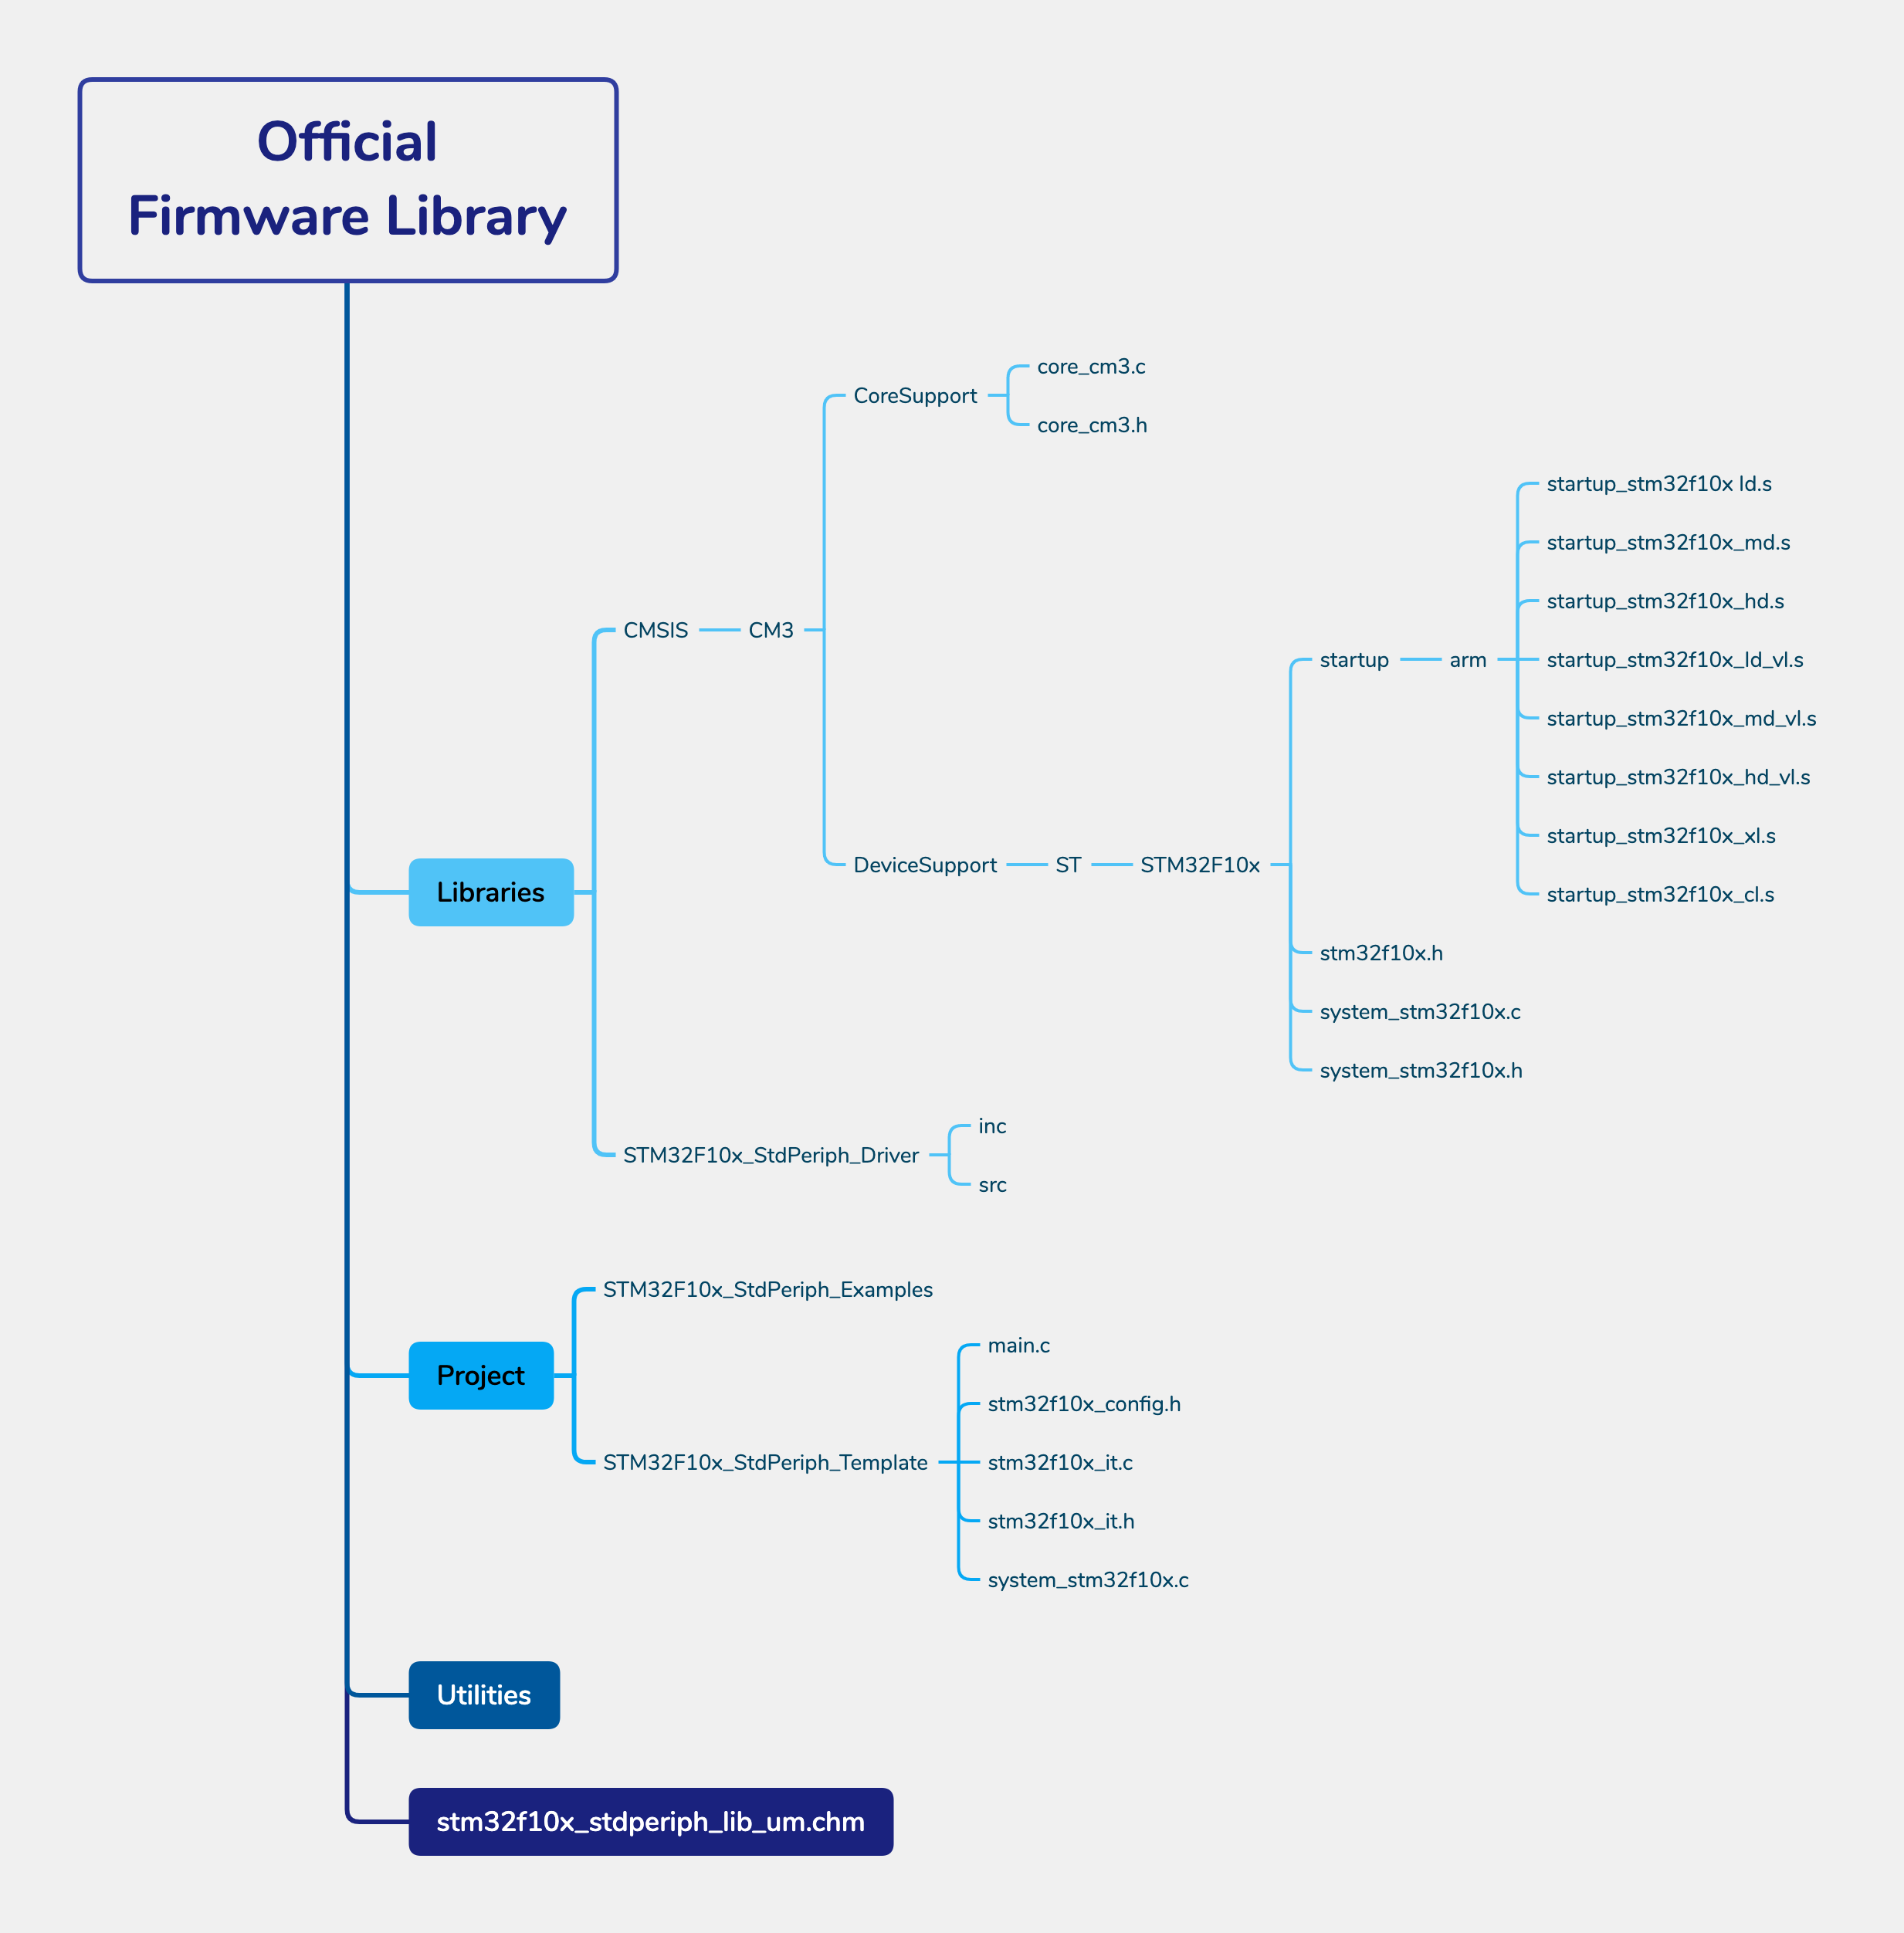 Official
Firmware Library
core_cm3.c
CoreSupport
core_cm3.h
startup_stm32f10x ld.s
startup_stm32f10x_md.s
startup_stm32f10x_hd.s
CMSIS
CM3
startup
arm
startup_stm32f10x_ld_vl.s
startup_stm32f10x_md_vl.s
startup_stm32f10x_hd_vl.s
startup_stm32f10x_xl.s
DeviceSupport
ST
STM32F10x
Libraries
startup_stm32f10x_cl.s
stm32f10x.h
system_stm32f10x.c
system_stm32f10x.h
inc
STM32F10x_StdPeriph_Driver
src
STM32F10x_StdPeriph_Examples
main.c
Project
stm32f10x_config.h
STM32F10x_StdPeriph_Template
stm32f10x_it.c
stm32f10x_it.h
system_stm32f10x.c
Utilities
stm32f10x_stdperiph_lib_um.chm